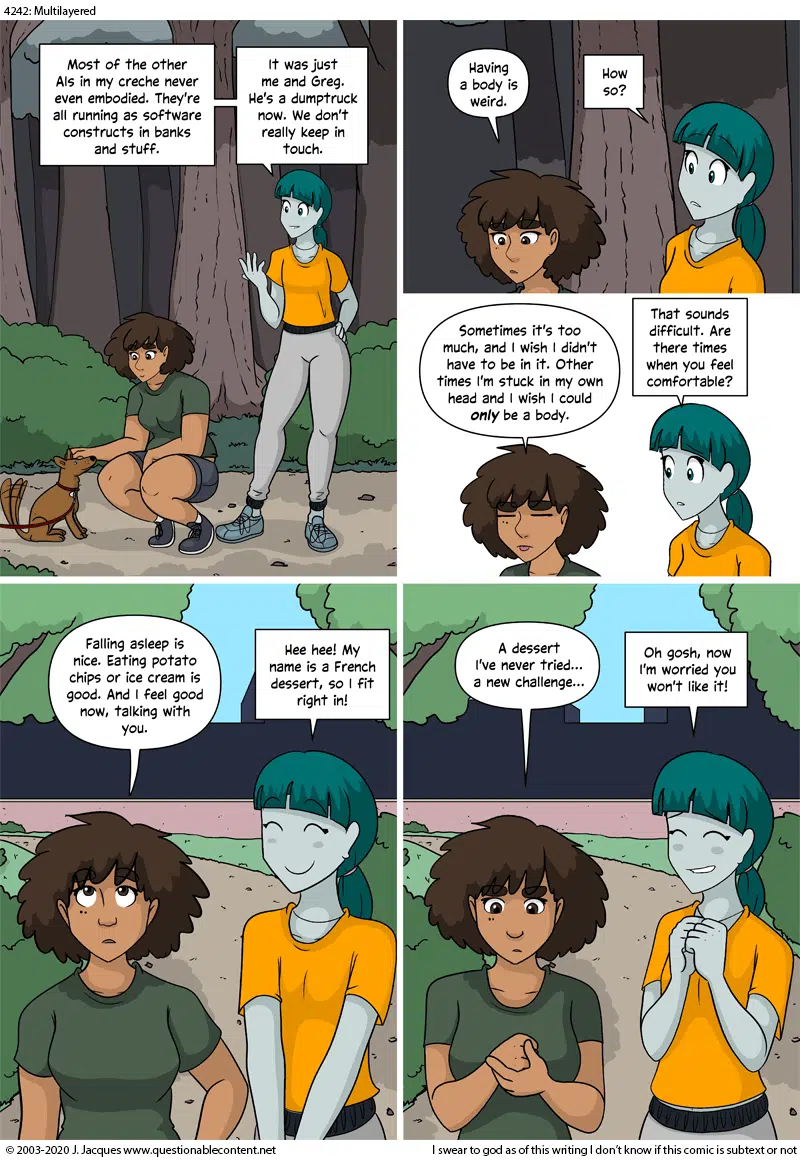 4242: Multilayered
Most of the other
AIs in my creche never
even embodied. They're
all running as software
constructs in banks
and stuff.
It was just
me and Greg.
He's a dumptruck
now. We don't
really keep in
touch.
Having
a body is
weird.
How
so?
Sometimes it's too
much, and I wish I didn't
have to be in it. Other
times I'm stuck in my own
head and I wish I could
only be a body.
That sounds
difficult. Are
there times
when you feel
comfortable?
Falling asleep is
nice. Eating potato
chips or ice cream is
good. And I feel good
now, talking with
you.
Hee hee! My
name is a French
dessert, so I fit
right in!
A dessert
I've never tried...
a new challenge...
Oh gosh, now
I'm worried you
won't like it!
© 2003-2020 J. Jacques www.questionablecontent.net
I swear to god as of this writing I don't know if this comic is subtext or not